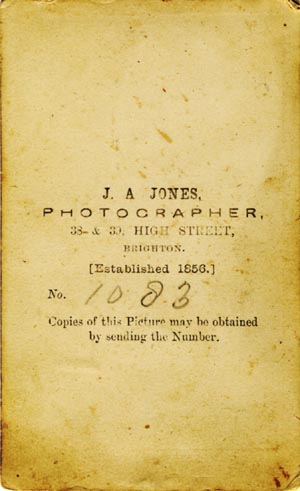 J. A JONES,
PHOTOGRAPHER,
38 & 39, HIGH STREET,
BRIGHTON.
[Established 1856.]
No. 1083
Copies of this Picture may be obtained
by sending the Number.